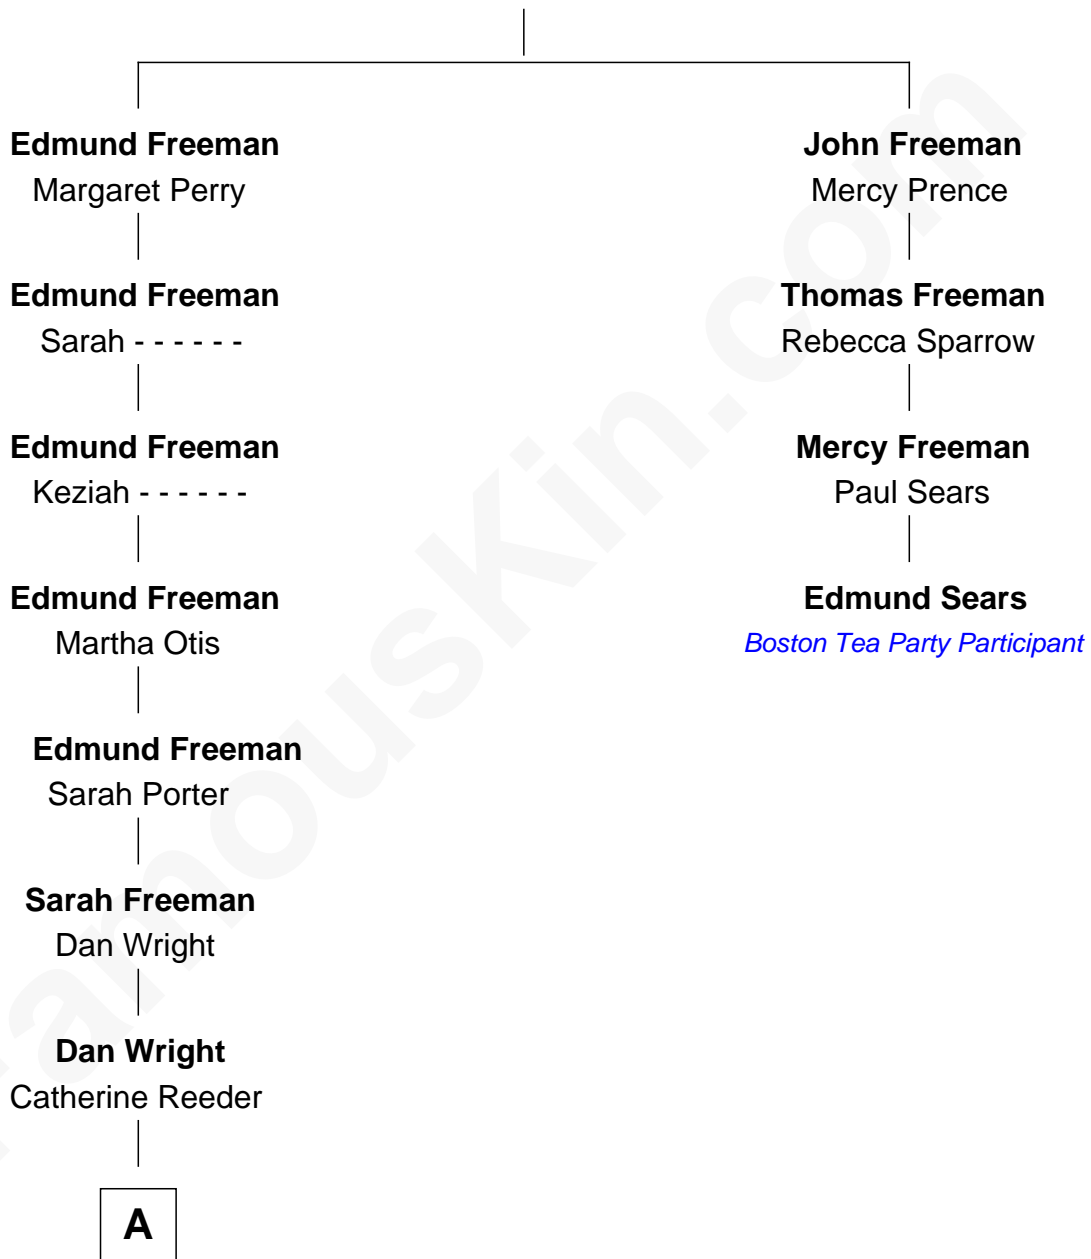 Edmund Freeman
Margaret Perry
Edmund Freeman
Sarah - - - - - -
Edmund Freeman
Keziah - - - - - -
Edmund Freeman
Martha Otis
Edmund Freeman
Sarah Porter
Sarah Freeman
Dan Wright
Dan Wright
Catherine Reeder
A
John Freeman
Mercy Prence
Thomas Freeman
Rebecca Sparrow
Mercy Freeman
Paul Sears
Edmund Sears
Boston Tea Party Participant
FamousKin.com